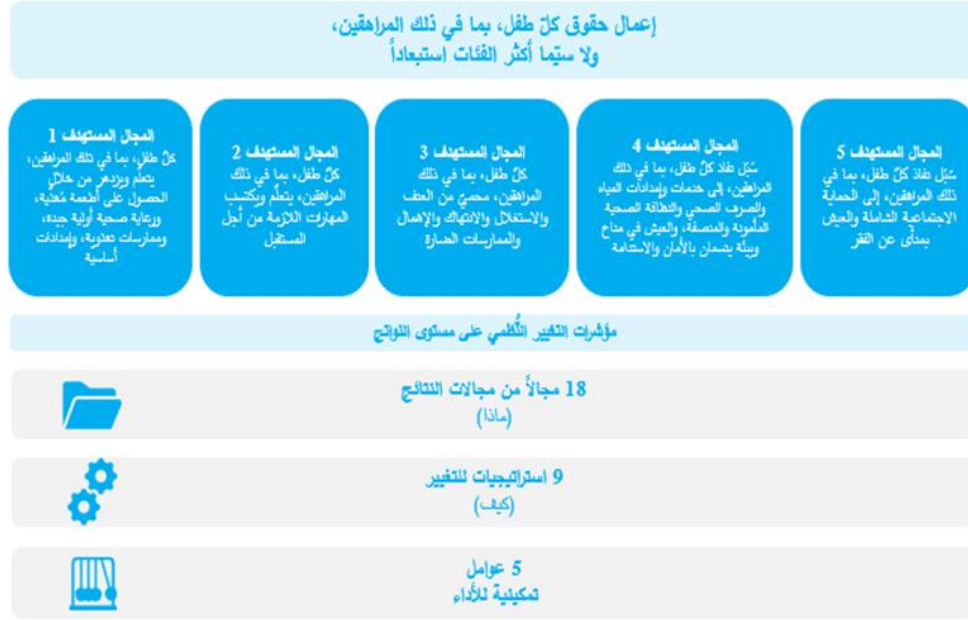 إعمال حقوق كلّ طفل، بما في ذلك المراهقين،
ولا سيّما أكثر الفئات استبعاداً
المجال المستهدف 1
كلّ طفل، بما في ذلك المراهقين،
يتعلّم ويزدهر من خلال
الحصول على أطعمة مُغذية،
ورعاية صحية أولية جيدة،
وممارسات تغذوية، وإمدادات
أساسية
المجال المستهدف 2
كلّ طفل، بما في ذلك
المراهقين، يتعلّم ويكتسب
المهارات اللازمة من أجل
المستقبل
المجال المستهدف 3
كلّ طفل، بما في ذلك
المراهقين، محميّ من العنف
والاستغلال والانتهاك والإهمال
والممارسات الضارة
المجال المستهدف 4
سُبُل نفاذ كلّ طفل، بما في ذلك
المراهقين، إلى خدمات وإمدادات المياه
والصرف الصحي والنظافة الصحية
المأمونة والمنصفة، والعيش في مناخ
وبيئة يتسمان بالأمان والاستدامة
المجال المستهدف 5
سُبُل نفاذ كلّ طفل، بما في
ذلك المراهقين، إلى الحماية
الاجتماعية الشاملة والعيش
بمنأى عن الفقر
مؤشرات التغيير النُّظمي على مستوى النواتج
18 مجالاً من مجالات النتائج
(ماذا)
9 استراتيجيات للتغيير
(كيف)
5 عوامل
تمكينية للأداء